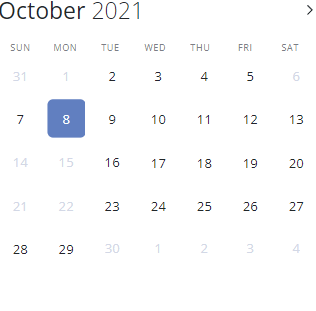 October 2021
SUN MON TUE WED THU FRI SAT
31 1 2 3 4 5 6
7 8 9 10 11 12 13
14 15 16 17 18 19 20
21 22 23 24 25 26 27
28 29 30 1 2 3 4